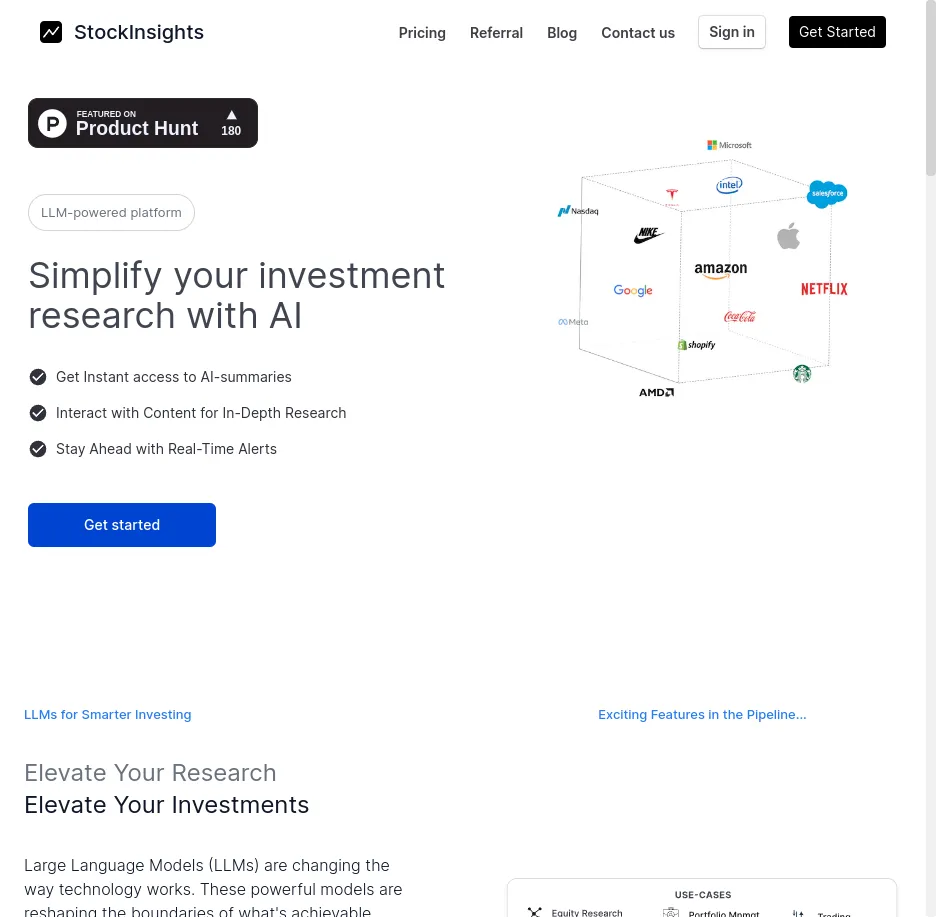 StockInsights
Pricing
Referral
Blog
Contact us
Sign in
Get Started
P
FEATURED ON
Product Hunt
180
LLM-powered platform
Simplify your investment
research with AI
Get Instant access to AI-summaries
Interact with Content for In-Depth Research
Stay Ahead with Real-Time Alerts
Get started
Microsoft
intel
salesforce
Nasdaq
NIKE
amazon
Google
NETFLIX
Coca-Cola
Meta
shopify
AMD
LLMs for Smarter Investing
Exciting Features in the Pipeline...
Elevate Your Research
Elevate Your Investments
Large Language Models (LLMs) are changing the
way technology works. These powerful models are
reshaping the boundaries of what's achievable
USE-CASES
Equity Research
Portfolio Mngmt
Trading